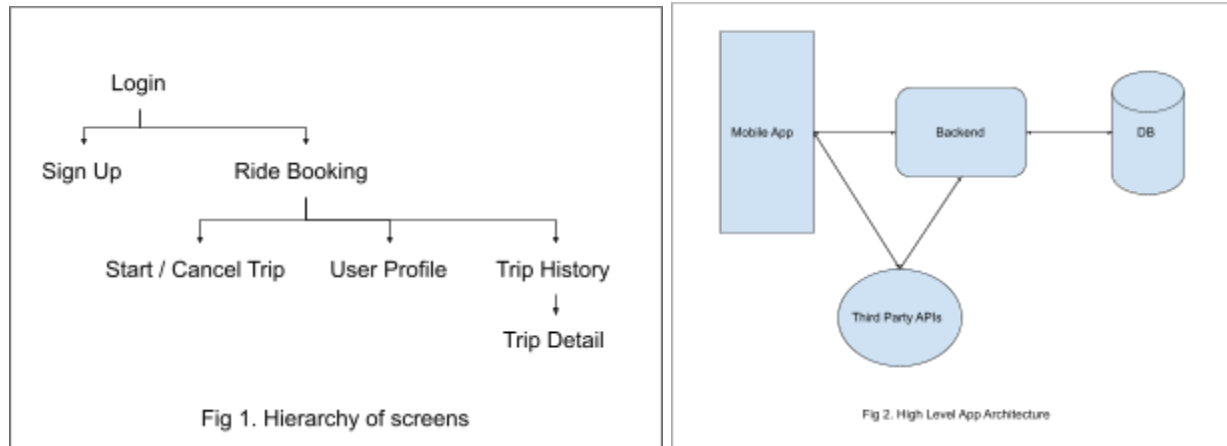 Login
Sign Up
Ride Booking
Start / Cancel Trip
User Profile
Trip History
Trip Detail
Fig 1. Hierarchy of screens
Mobile App
Backend
DB
Third Party APIs
Fig 2. High Level App Architecture